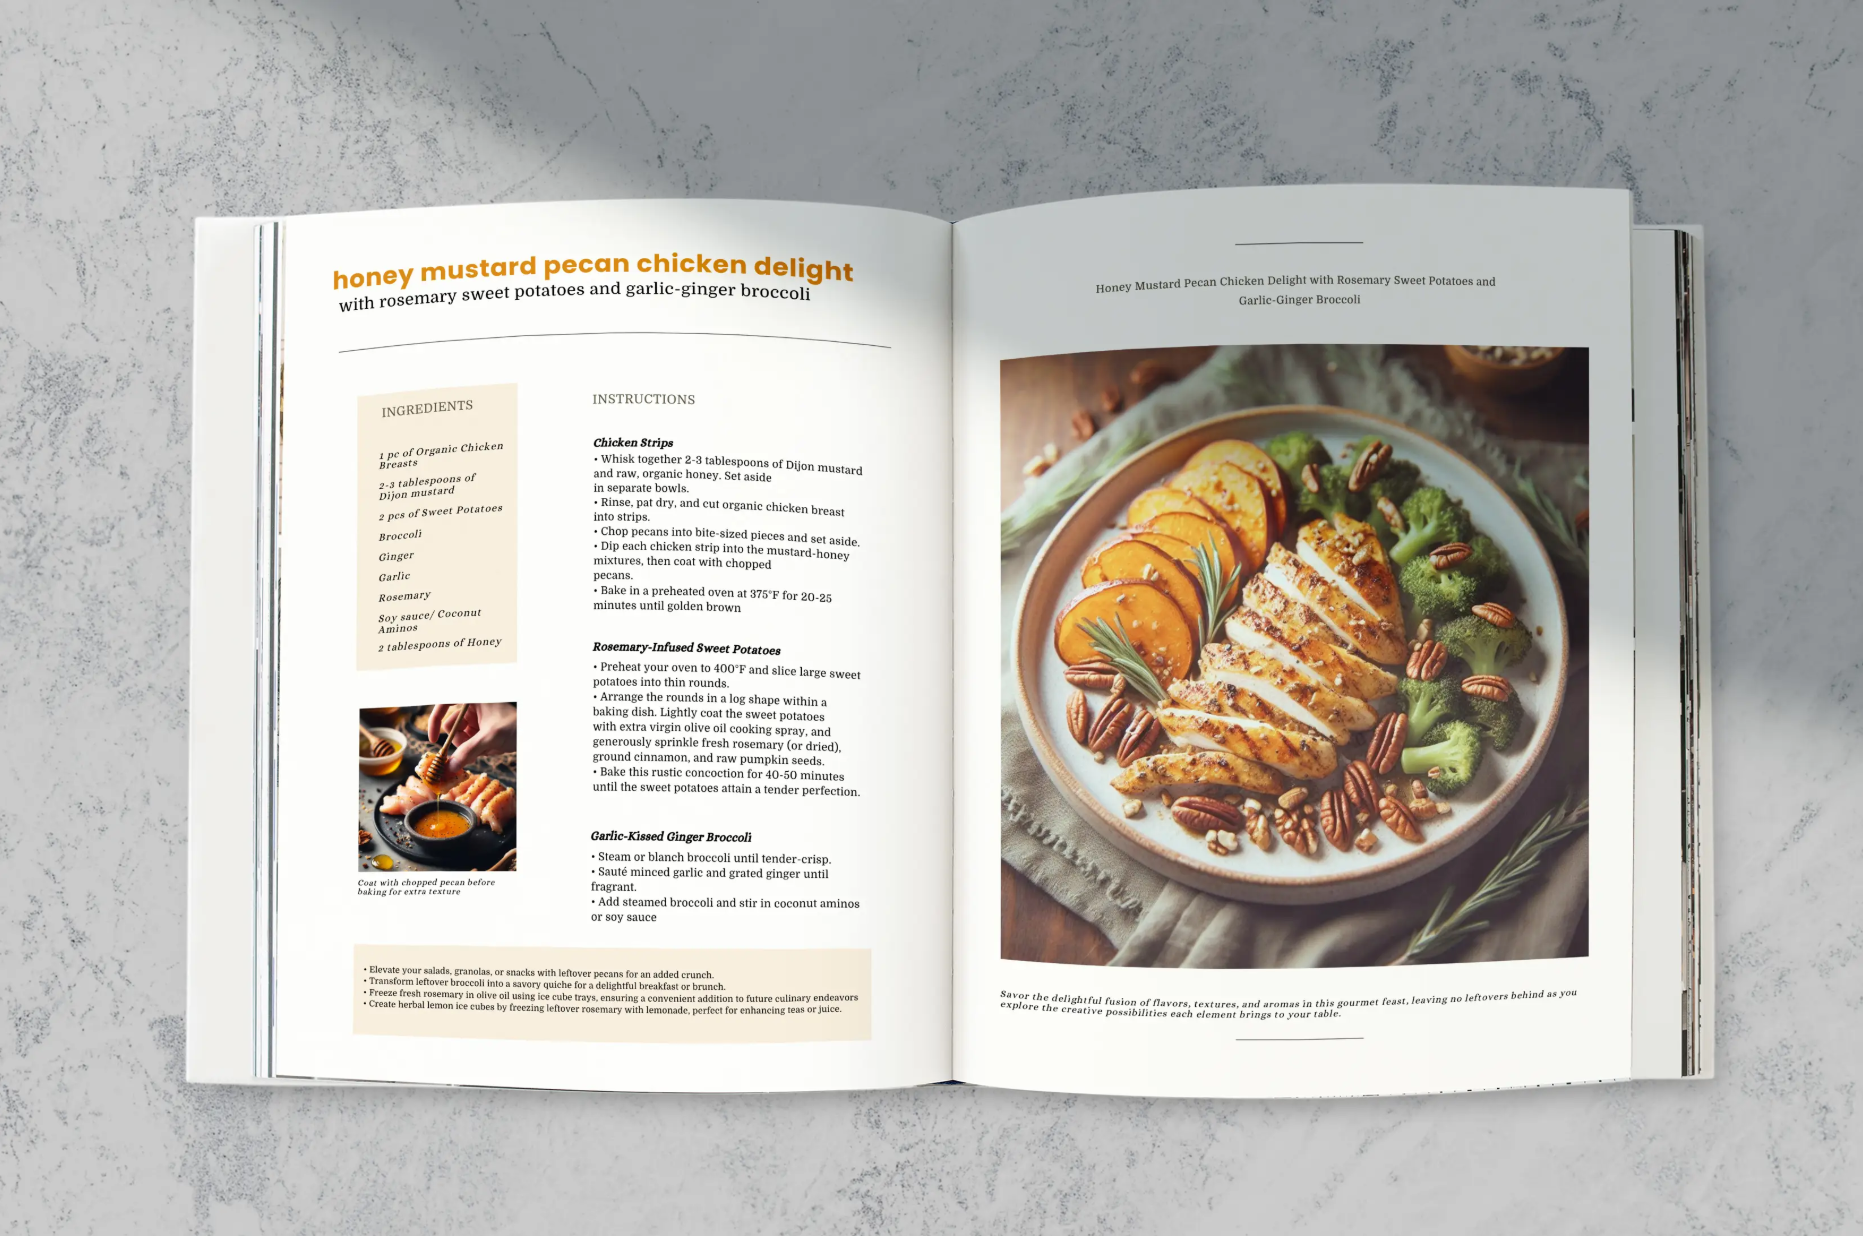 honey mustard pecan chicken delight
with rosemary sweet potatoes and garlic-ginger broccoli
INGREDIENTS
1 pc of Organic Chicken
Breasts
2-3 tablespoons of
Dijon mustard
2 pcs of Sweet Potatoes
Broccoli
Ginger
Garlic
Rosemary
Soy sauce/ Coconut
Aminos
2 tablespoons of Honey
Coat with chopped pecan before
baking for extra texture
INSTRUCTIONS
Chicken Strips
• Whisk together 2-3 tablespoons of Dijon mustard
and raw, organic honey. Set aside
in separate bowls.
• Rinse, pat dry, and cut organic chicken breast
into strips.
• Chop pecans into bite-sized pieces and set aside.
• Dip each chicken strip into the mustard-honey
mixtures, then coat with chopped
pecans.
• Bake in a preheated oven at 375°F for 20-25
minutes until golden brown
Rosemary-Infused Sweet Potatoes
• Preheat your oven to 400°F and slice large sweet
potatoes into thin rounds.
• Arrange the rounds in a log shape within a
baking dish. Lightly coat the sweet potatoes
with extra virgin olive oil cooking spray, and
generously sprinkle fresh rosemary (or dried),
ground cinnamon, and raw pumpkin seeds.
• Bake this rustic concoction for 40-50 minutes
until the sweet potatoes attain a tender perfection.
Garlic-Kissed Ginger Broccoli
• Steam or blanch broccoli until tender-crisp.
• Sauté minced garlic and grated ginger until
fragrant.
• Add steamed broccoli and stir in coconut aminos
or soy sauce
• Elevate your salads, granolas, or snacks with leftover pecans for an added crunch.
• Transform leftover broccoli into a savory quiche for a delightful breakfast or brunch.
• Freeze fresh rosemary in olive oil using ice cube trays, ensuring a convenient addition to future culinary endeavors
• Create herbal lemon ice cubes by freezing leftover rosemary with lemonade, perfect for enhancing teas or juice.
Honey Mustard Pecan Chicken Delight with Rosemary Sweet Potatoes and
Garlic-Ginger Broccoli
Savor the delightful fusion of flavors, textures, and aromas in this gourmet feast, leaving no leftovers behind as you
explore the creative possibilities each element brings to your table.